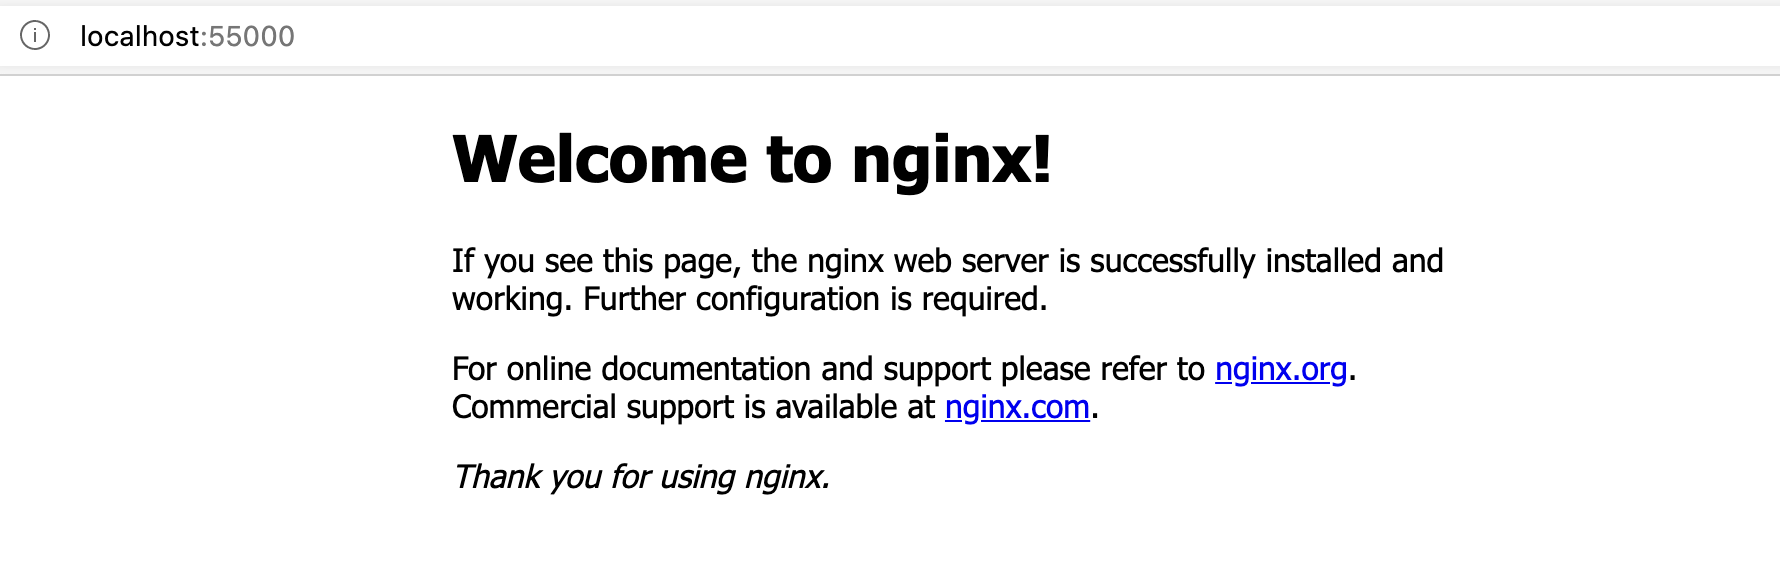 localhost:55000
Welcome to nginx!
If you see this page, the nginx web server is successfully installed and
working. Further configuration is required.
For online documentation and support please refer to nginx.org.
Commercial support is available at nginx.com.
Thank you for using nginx.